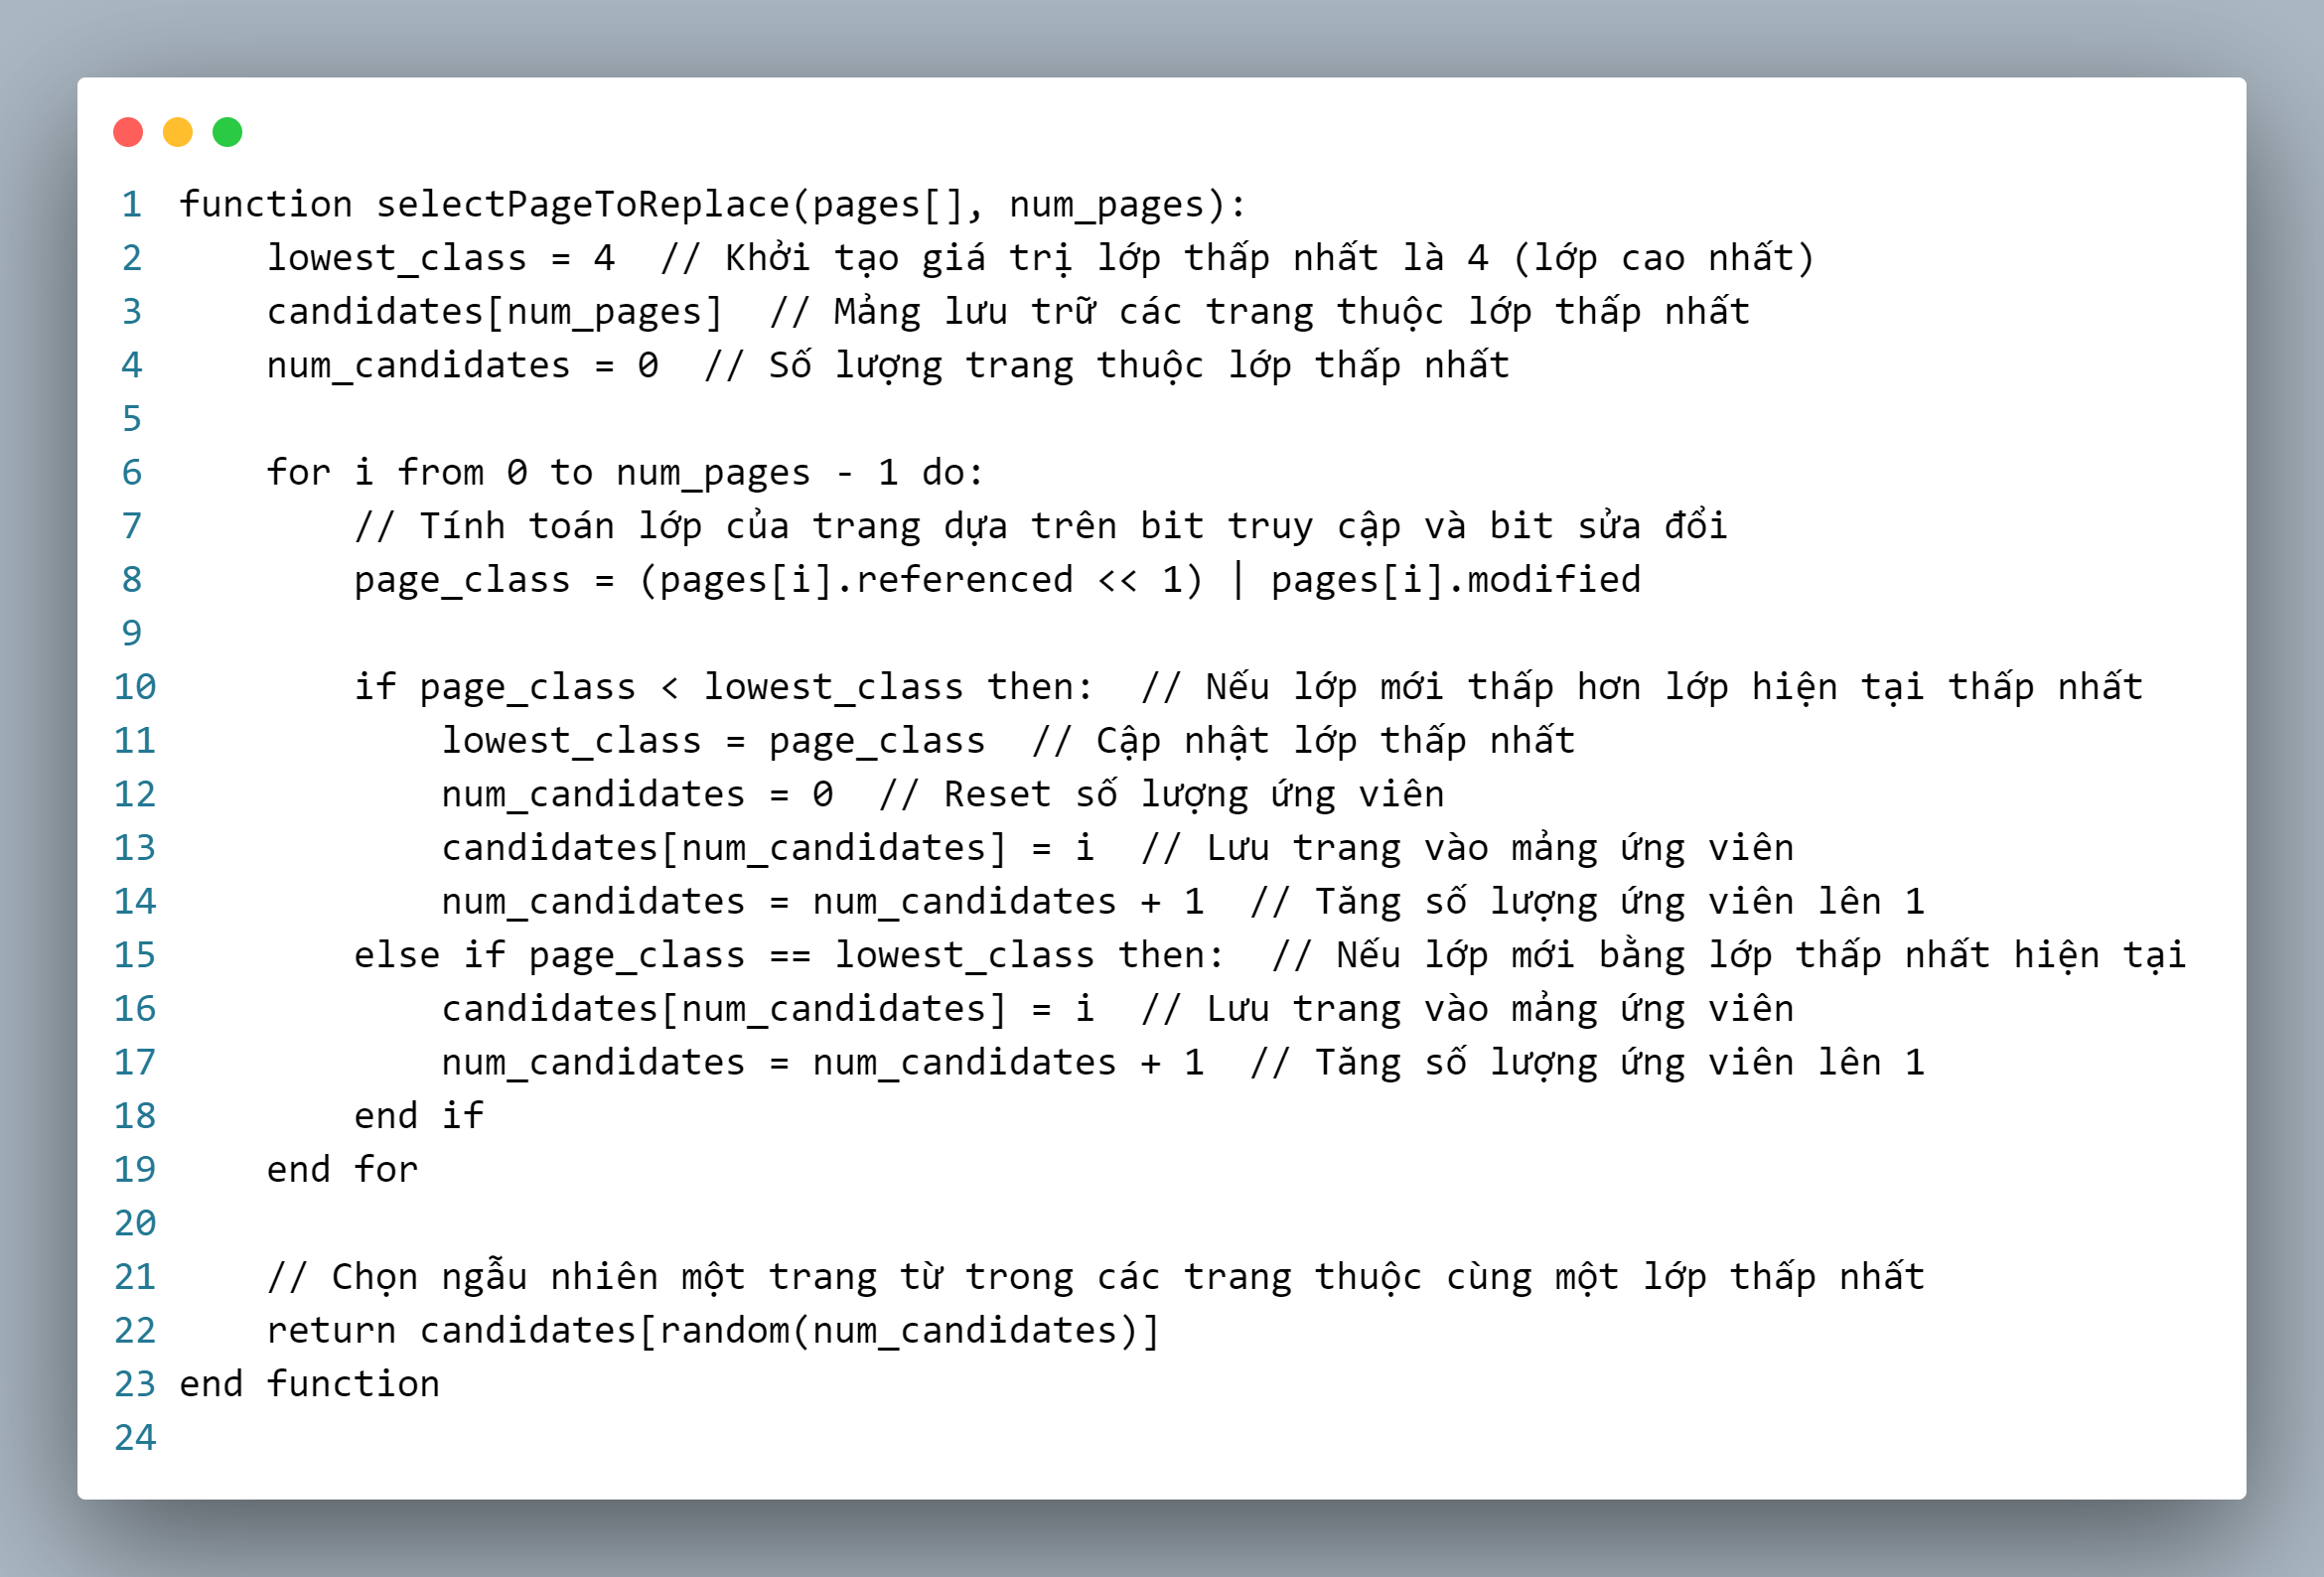 1 function selectPageToReplace(pages[], num_pages):
2     lowest_class = 4  // Khởi tạo giá trị lớp thấp nhất là 4 (lớp cao nhất)
3     candidates[num_pages]  // Mảng lưu trữ các trang thuộc lớp thấp nhất
4     num_candidates = 0  // Số lượng trang thuộc lớp thấp nhất
5
6     for i from 0 to num_pages - 1 do:
7         // Tính toán lớp của trang dựa trên bit truy cập và bit sửa đổi
8         page_class = (pages[i].referenced << 1) | pages[i].modified
9
10         if page_class < lowest_class then:  // Nếu lớp mới thấp hơn lớp hiện tại thấp nhất
11             lowest_class = page_class  // Cập nhật lớp thấp nhất
12             num_candidates = 0  // Reset số lượng ứng viên
13             candidates[num_candidates] = i  // Lưu trang vào mảng ứng viên
14             num_candidates = num_candidates + 1  // Tăng số lượng ứng viên lên 1
15         else if page_class == lowest_class then:  // Nếu lớp mới bằng lớp thấp nhất hiện tại
16             candidates[num_candidates] = i  // Lưu trang vào mảng ứng viên
17             num_candidates = num_candidates + 1  // Tăng số lượng ứng viên lên 1
18         end if
19     end for
20
21     // Chọn ngẫu nhiên một trang từ trong các trang thuộc cùng một lớp thấp nhất
22     return candidates[random(num_candidates)]
23 end function
24